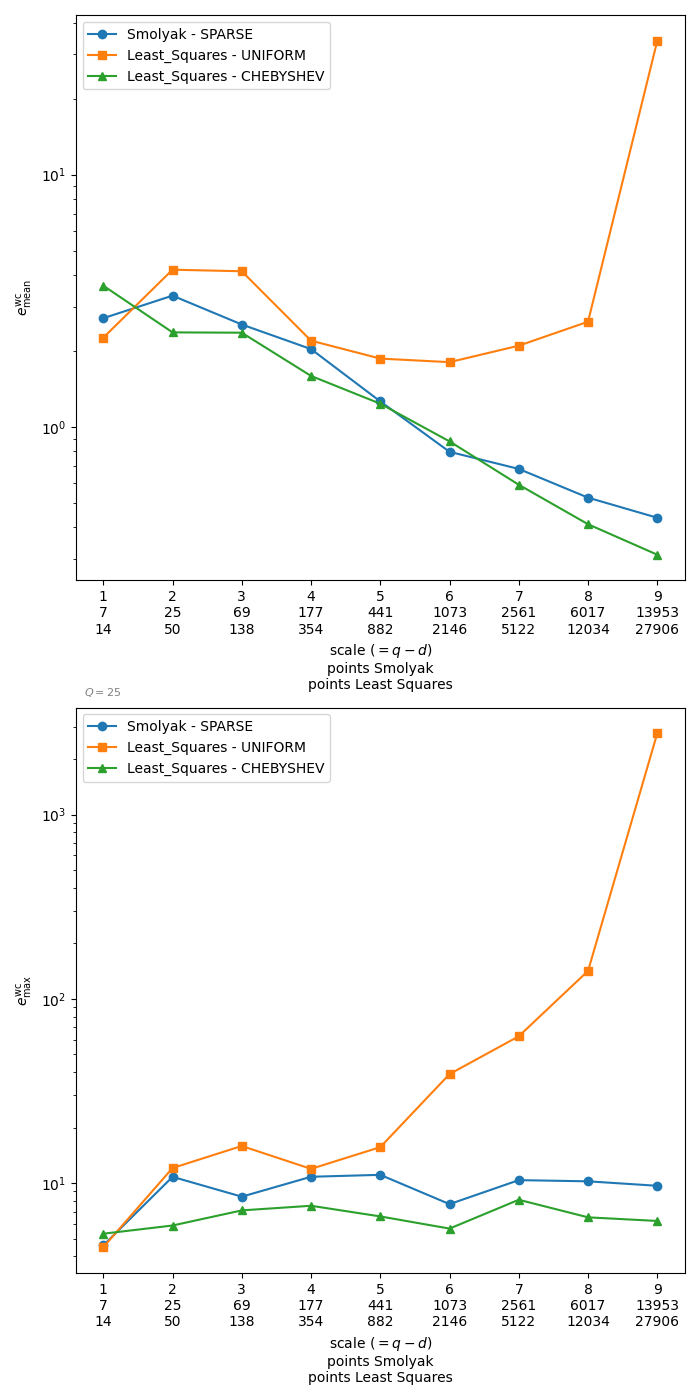 Smolyak - SPARSE
Least_Squares - UNIFORM
Least_Squares - CHEBYSHEV
10¹
10⁰
e_mean^wc
1 2 3 4 5 6 7 8 9
7 25 69 177 441 1073 2561 6017 13953
14 50 138 354 882 2146 5122 12034 27906
scale (= q − d)
points Smolyak
points Least Squares
Q = 25
Smolyak - SPARSE
Least_Squares - UNIFORM
Least_Squares - CHEBYSHEV
10³
10²
10¹
e_max^wc
1 2 3 4 5 6 7 8 9
7 25 69 177 441 1073 2561 6017 13953
14 50 138 354 882 2146 5122 12034 27906
scale (= q − d)
points Smolyak
points Least Squares